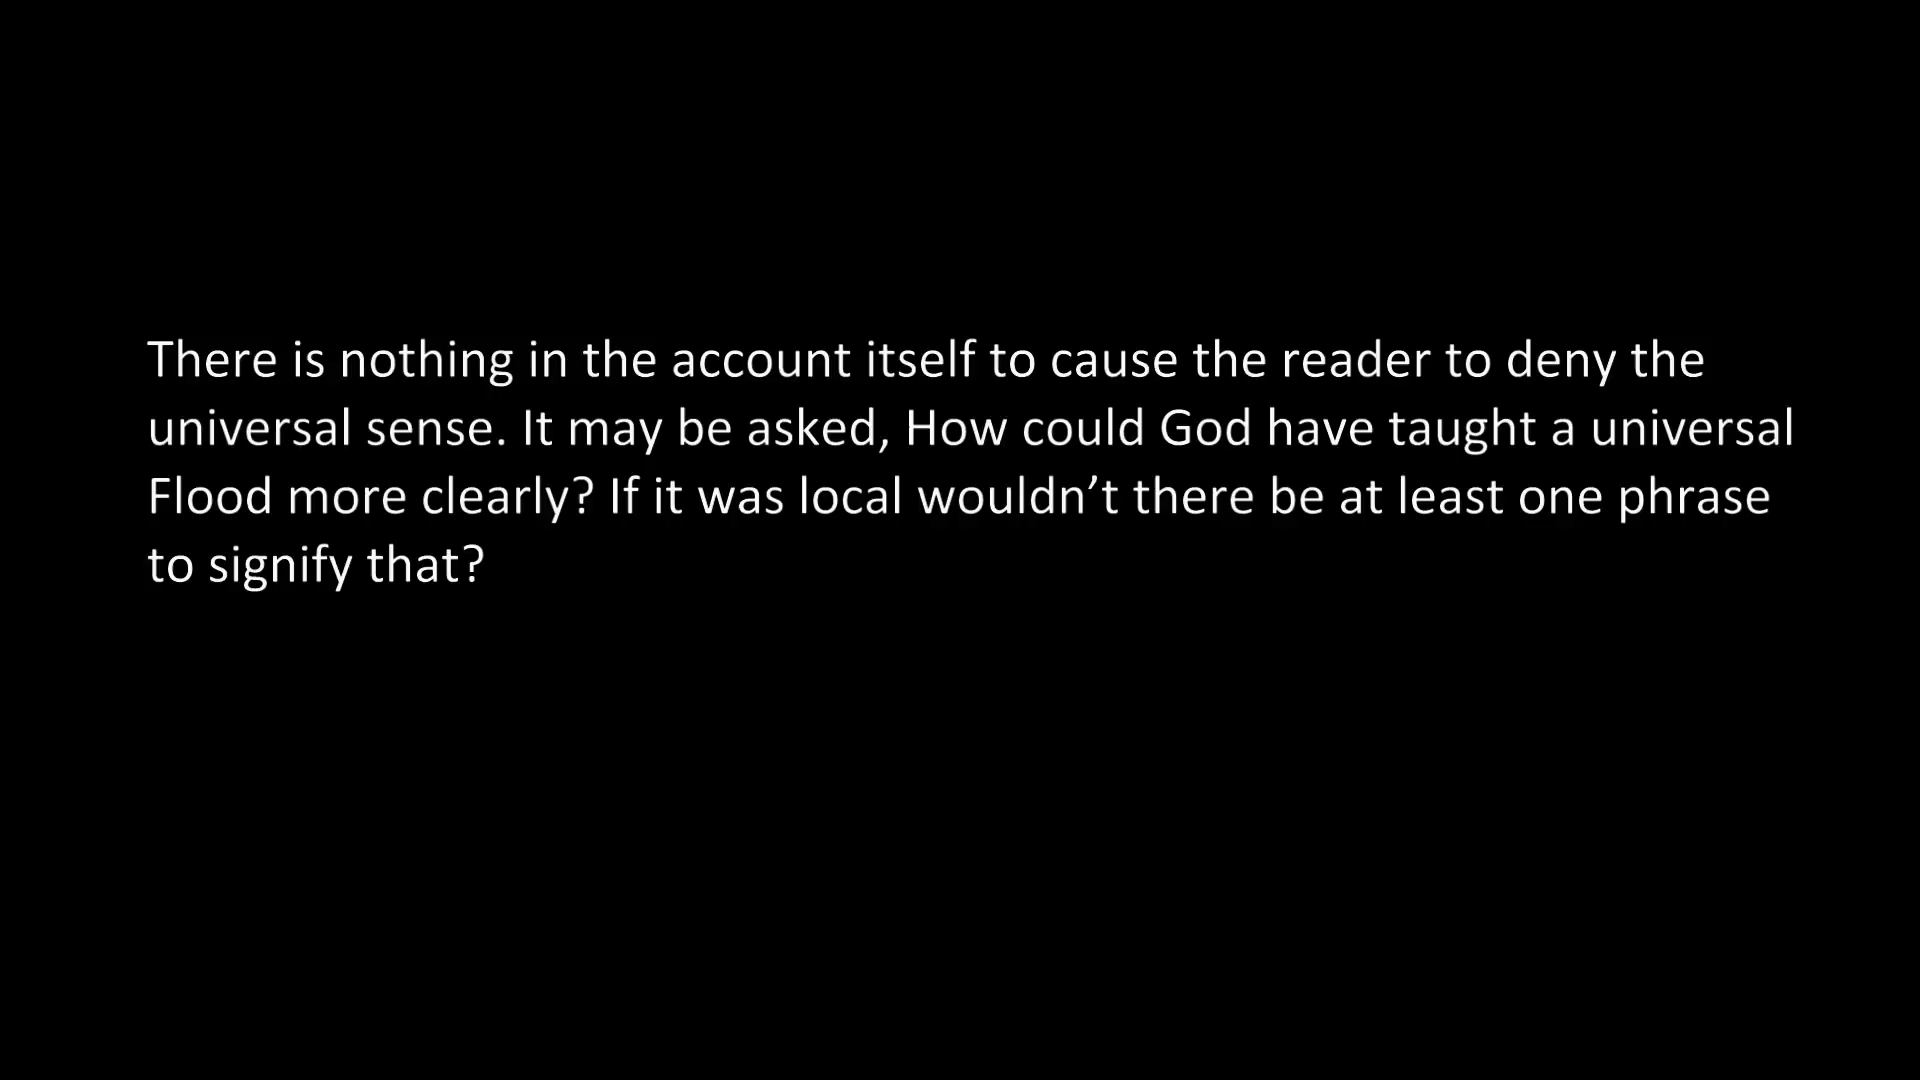 There is nothing in the account itself to cause the reader to deny the
universal sense. It may be asked, How could God have taught a universal
Flood more clearly? If it was local wouldn’t there be at least one phrase
to signify that?